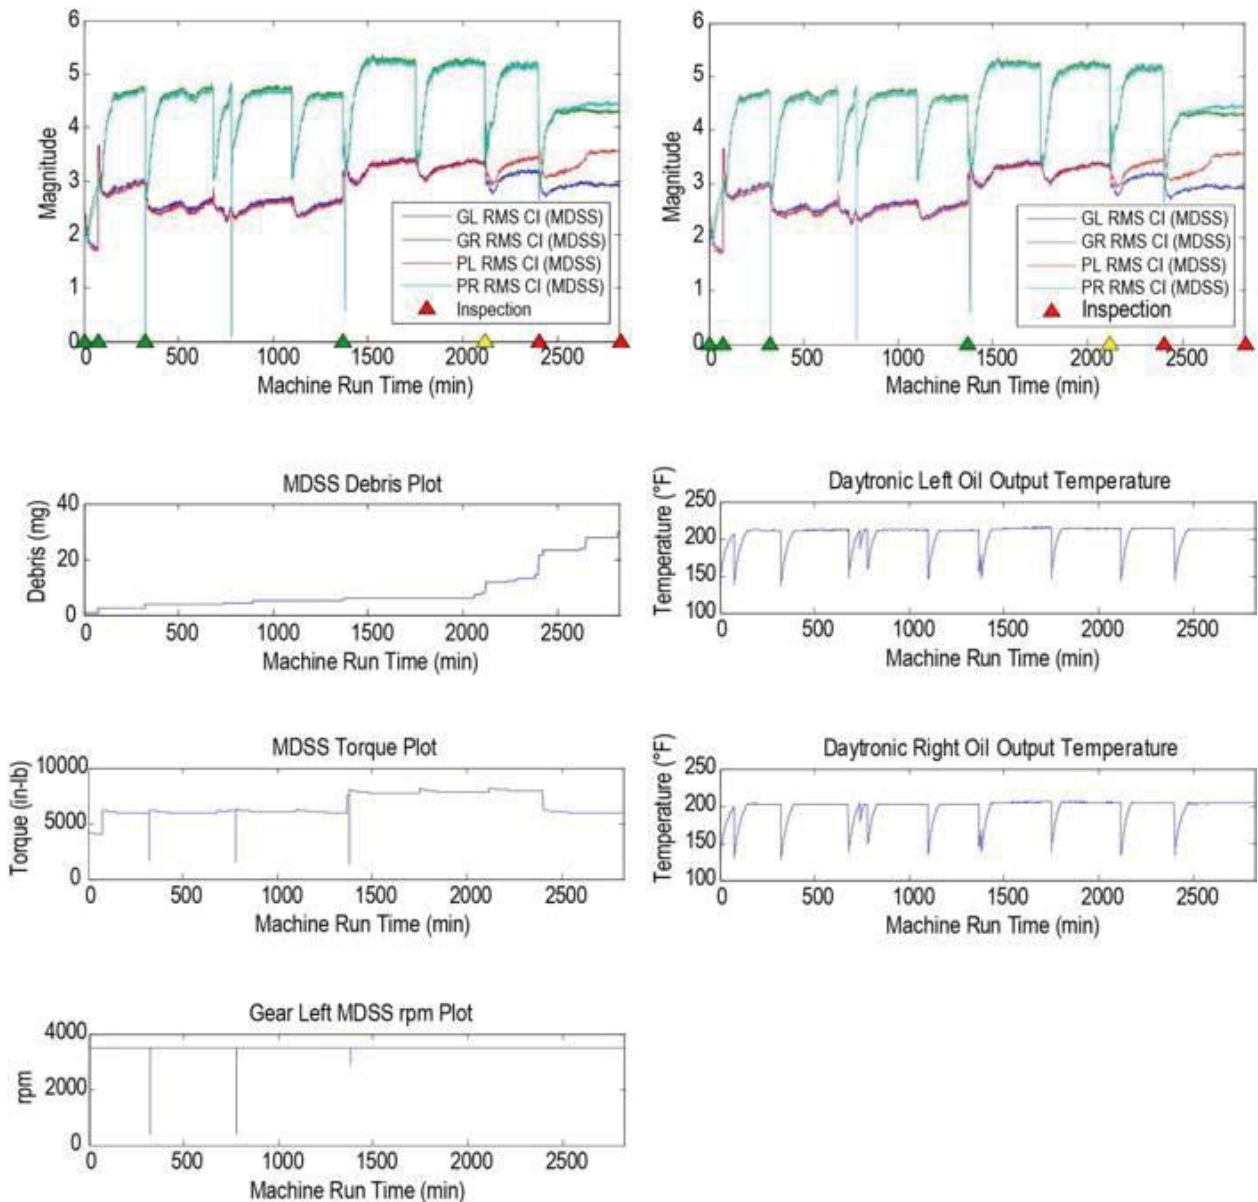 6
5
4
3
2
1
0
Magnitude
GL RMS CI (MDSS)
GR RMS CI (MDSS)
PL RMS CI (MDSS)
PR RMS CI (MDSS)
Inspection
0 500 1000 1500 2000 2500
Machine Run Time (min)
6
5
4
3
2
1
0
Magnitude
GL RMS CI (MDSS)
GR RMS CI (MDSS)
PL RMS CI (MDSS)
PR RMS CI (MDSS)
Inspection
0 500 1000 1500 2000 2500
Machine Run Time (min)
MDSS Debris Plot
40
20
0
Debris (mg)
0 500 1000 1500 2000 2500
Machine Run Time (min)
Daytronic Left Oil Output Temperature
250
200
150
100
Temperature (°F)
0 500 1000 1500 2000 2500
Machine Run Time (min)
MDSS Torque Plot
10000
5000
0
Torque (in-lb)
0 500 1000 1500 2000 2500
Machine Run Time (min)
Daytronic Right Oil Output Temperature
250
200
150
100
Temperature (°F)
0 500 1000 1500 2000 2500
Machine Run Time (min)
Gear Left MDSS rpm Plot
4000
2000
0
rpm
0 500 1000 1500 2000 2500
Machine Run Time (min)